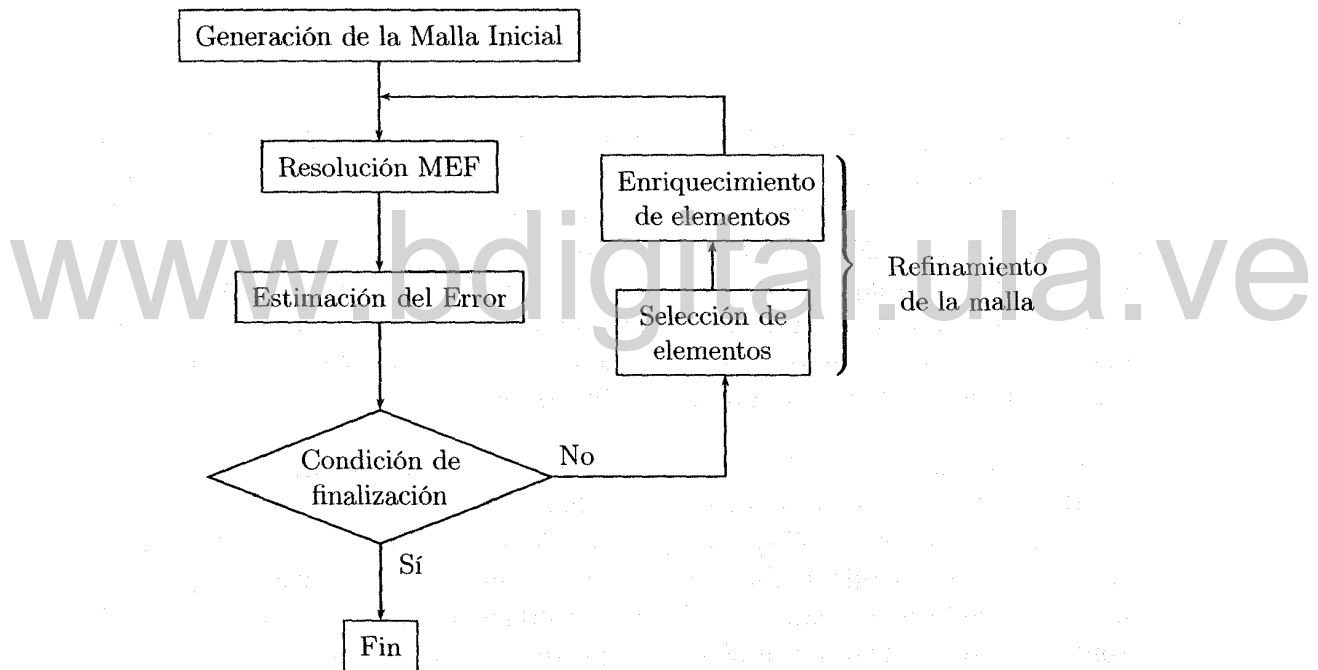 Generación de la Malla Inicial
Resolución MEF
Enriquecimiento
de elementos
www.bdigital.ula.ve
Estimación del Error
Refinamiento
de la malla
Selección de
elementos
Condición de
finalización
No
Sí
Fin